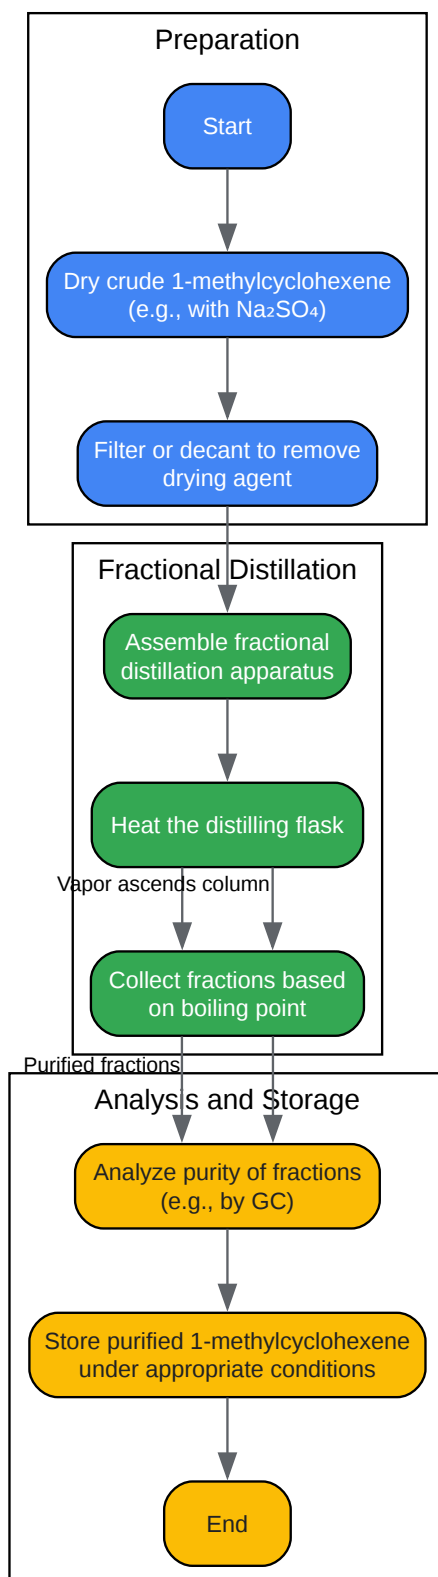 Preparation
Start
Dry crude 1-methylcyclohexene
(e.g., with Na₂SO₄)
Filter or decant to remove
drying agent
Fractional Distillation
Assemble fractional
distillation apparatus
Heat the distilling flask
Vapor ascends column
Collect fractions based
on boiling point
Purified fractions
Analysis and Storage
Analyze purity of fractions
(e.g., by GC)
Store purified 1-methylcyclohexene
under appropriate conditions
End